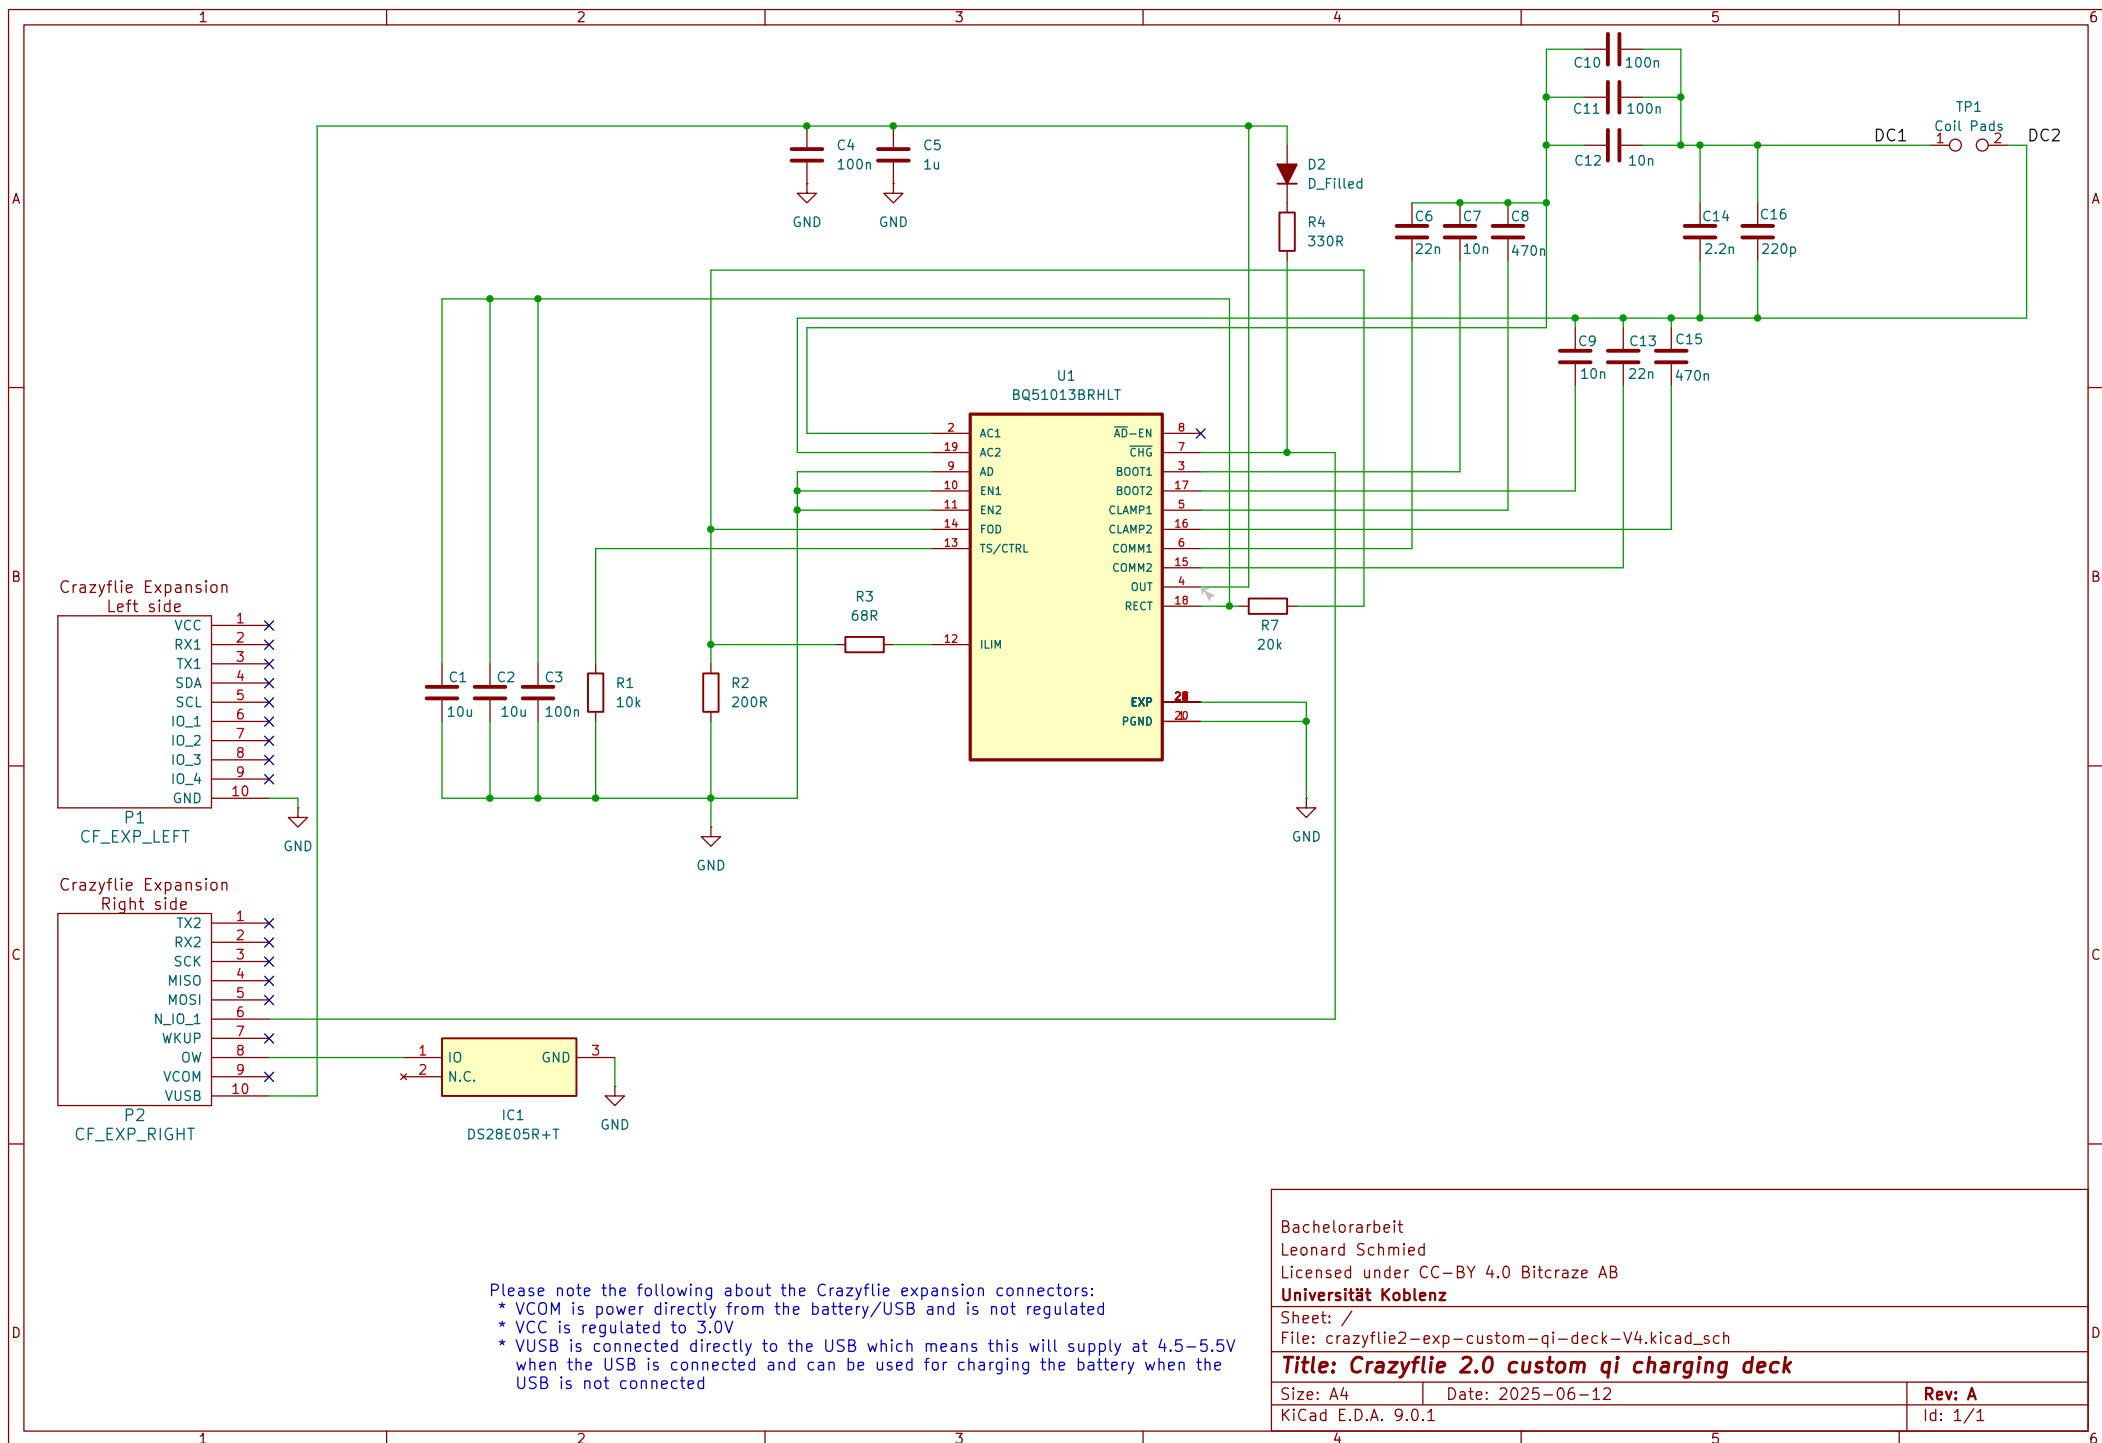 1 2 3 4 5 6
A
B
C
D
C10 100n
C11 100n
C12 10n
TP1
Coil Pads
DC1 1 2 DC2
C4
100n
GND
C5
1u
GND
D2
D_Filled
R4
330R
C6
22n
C7
10n
C8
470n
C14
2.2n
C16
220p
C9
10n
C13
22n
C15
470n
U1
BQ51013BRHLT
2 AC1
19 AC2
9 AD
10 EN1
11 EN2
14 FOD
13 TS/CTRL
12 ILIM
AD-EN 8
CHG 7
BOOT1 3
BOOT2 17
CLAMP1 5
CLAMP2 16
COMM1 6
COMM2 15
OUT 4
RECT 18
EXP
PGND 20
R7
20k
GND
R3
68R
C1
10u
C2
10u
C3
100n
R1
10k
R2
200R
GND
Crazyflie Expansion
Left side
VCC 1
RX1 2
TX1 3
SDA 4
SCL 5
IO_1 6
IO_2 7
IO_3 8
IO_4 9
GND 10
P1
CF_EXP_LEFT
GND
Crazyflie Expansion
Right side
TX2 1
RX2 2
SCK 3
MISO 4
MOSI 5
N_IO_1 6
WKUP 7
OW 8
VCOM 9
VUSB 10
P2
CF_EXP_RIGHT
1 IO GND 3
2 N.C.
IC1
DS28E05R+T
GND
Please note the following about the Crazyflie expansion connectors:
* VCOM is power directly from the battery/USB and is not regulated
* VCC is regulated to 3.0V
* VUSB is connected directly to the USB which means this will supply at 4.5-5.5V
when the USB is connected and can be used for charging the battery when the
USB is not connected
Bachelorarbeit
Leonard Schmied
Licensed under CC-BY 4.0 Bitcraze AB
Universität Koblenz
Sheet: /
File: crazyflie2-exp-custom-qi-deck-V4.kicad_sch
Title: Crazyflie 2.0 custom qi charging deck
Size: A4 Date: 2025-06-12 Rev: A
KiCad E.D.A. 9.0.1 Id: 1/1
A
B
C
D
1 2 3 4 5 6